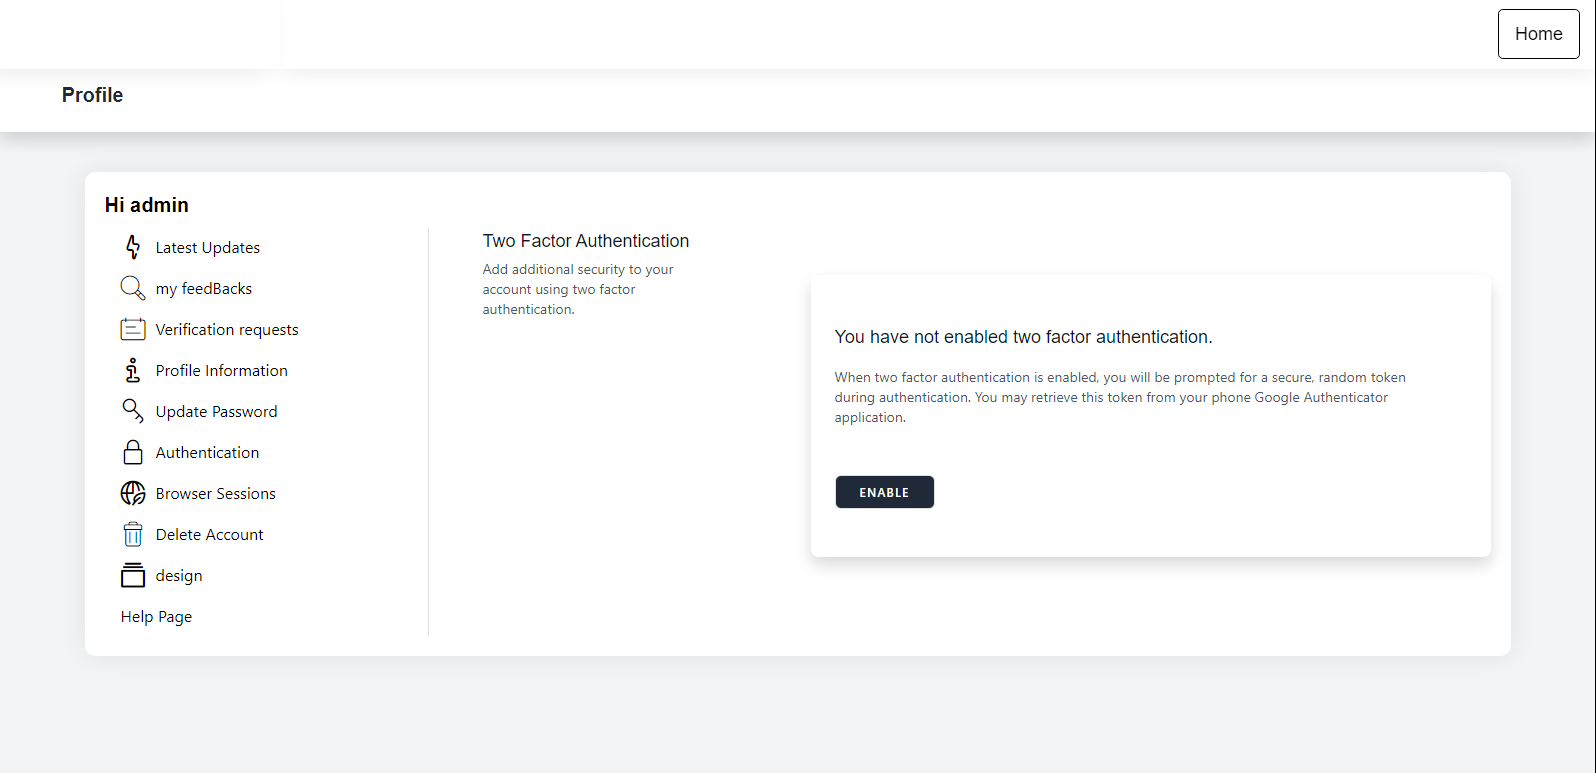 Home
Profile
Hi admin
Latest Updates
my feedBacks
Verification requests
Profile Information
Update Password
Authentication
Browser Sessions
Delete Account
design
Help Page
Two Factor Authentication
Add additional security to your
account using two factor
authentication.
You have not enabled two factor authentication.
When two factor authentication is enabled, you will be prompted for a secure, random token
during authentication. You may retrieve this token from your phone Google Authenticator
application.
ENABLE